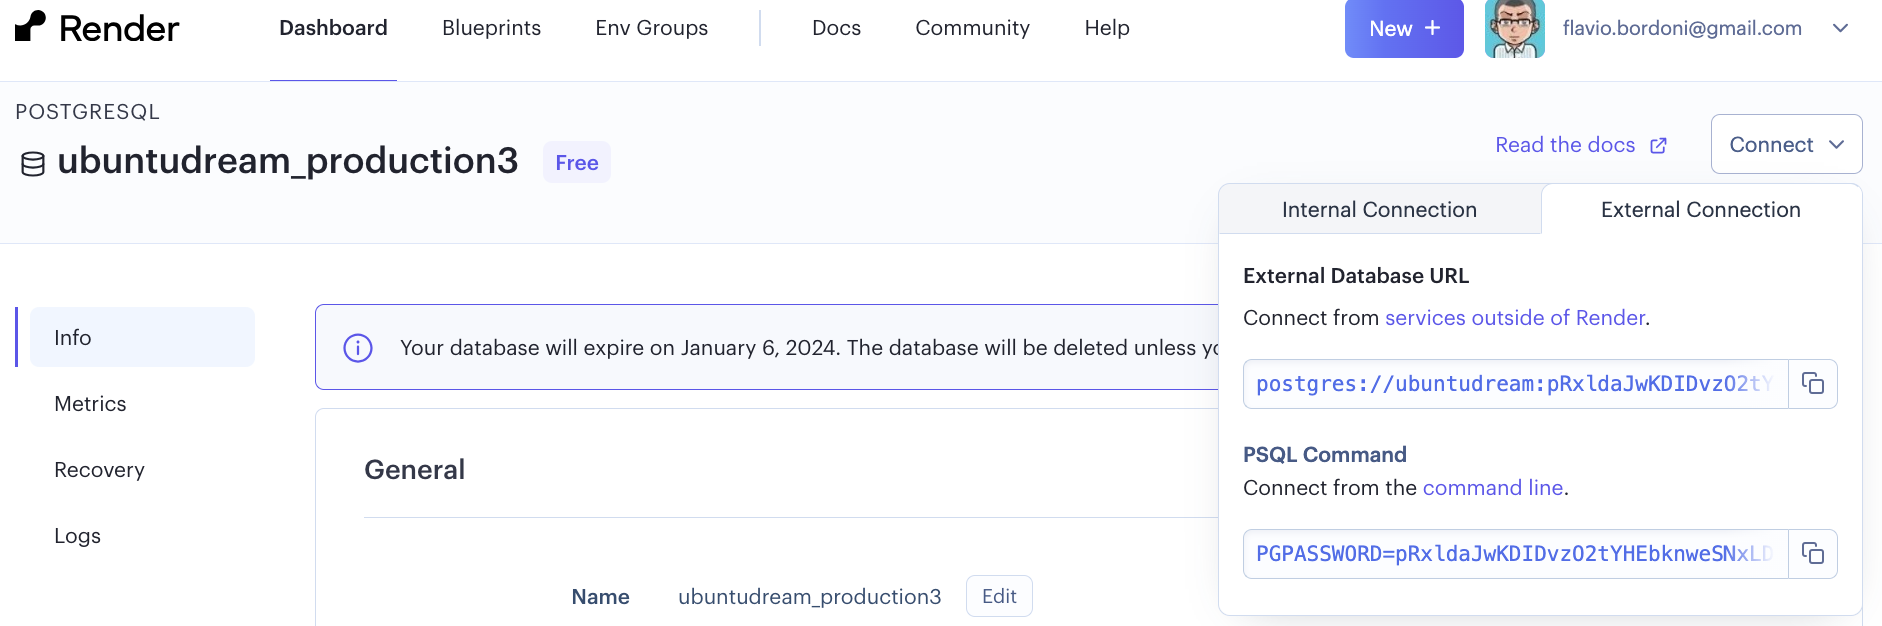 Render
Dashboard Blueprints Env Groups Docs Community Help New + flavio.bordoni@gmail.com
POSTGRESQL
ubuntudream_production3 Free
Read the docs Connect
Internal Connection External Connection
External Database URL
Connect from services outside of Render.
postgres://ubuntudream:pRxldaJwKDIDvzO2tY
PSQL Command
Connect from the command line.
PGPASSWORD=pRxldaJwKDIDvzO2tYHEbknweSNxLD
Info
Metrics
Recovery
Logs
Your database will expire on January 6, 2024. The database will be deleted unless
General
Name ubuntudream_production3 Edit